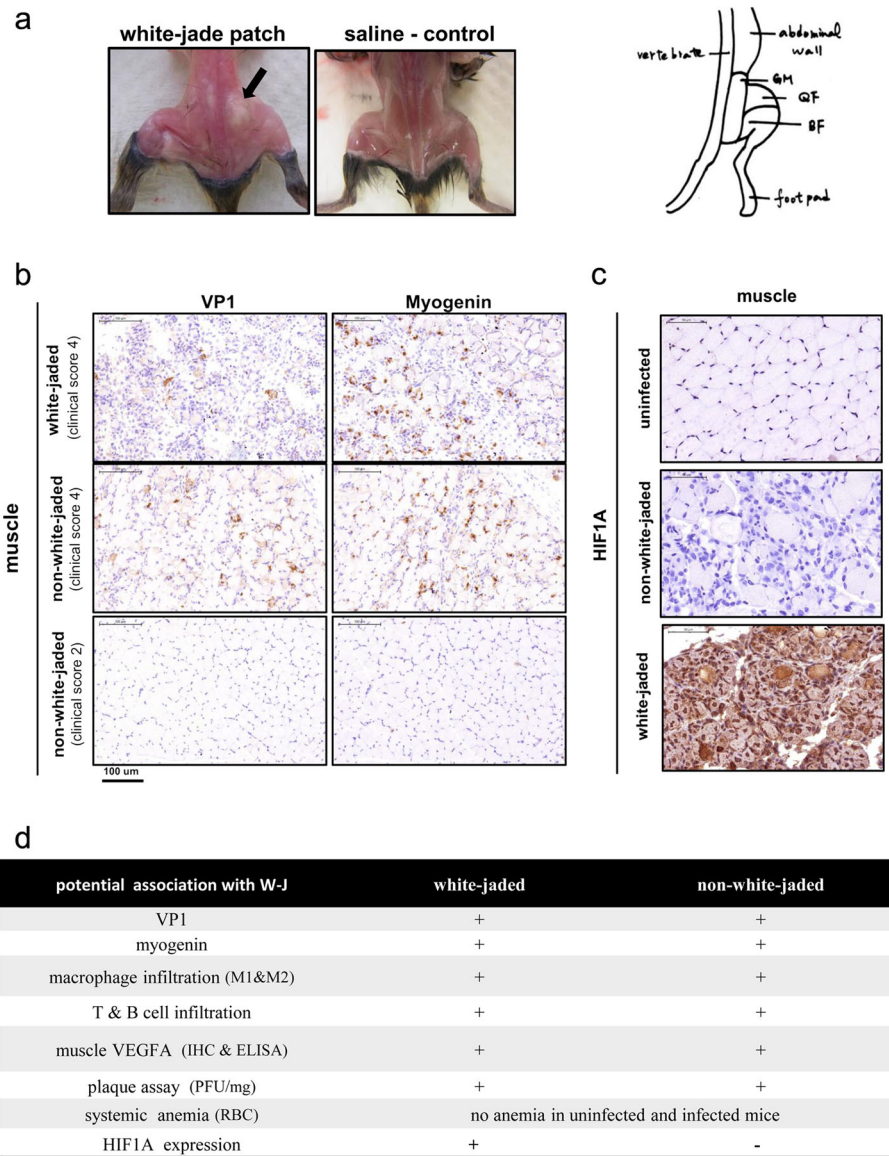 a
white-jade patch
saline - control
vertebrate
abdominal
wall
GM
QF
BF
foot pad
b
VP1
Myogenin
muscle
white-jaded
(clinical score 4)
non-white-jaded
(clinical score 4)
non-white-jaded
(clinical score 2)
100 um
c
muscle
HIF1A
uninfected
non-white-jaded
white-jaded
d
potential association with W-J white-jaded non-white-jaded
VP1 + +
myogenin + +
macrophage infiltration (M1&M2) + +
T & B cell infiltration + +
muscle VEGFA (IHC & ELISA) + +
plaque assay (PFU/mg) + +
systemic anemia (RBC) no anemia in uninfected and infected mice
HIF1A expression + -